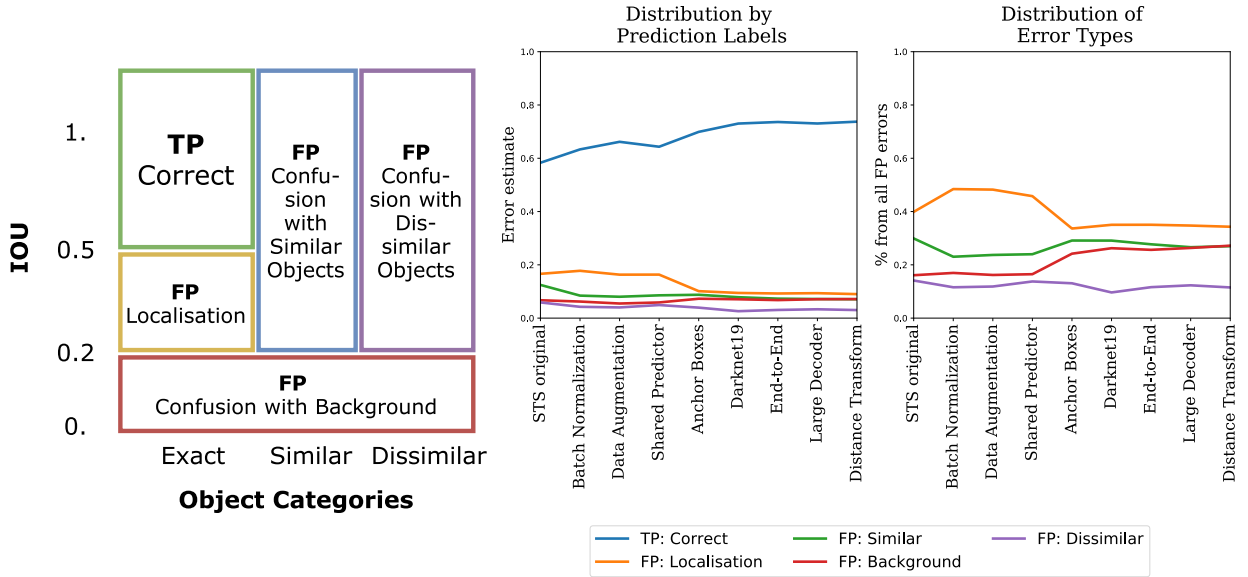 IOU
1.
0.5
0.2
0.
TP
Correct
FP
Localisation
FP
Confu-
sion
with
Similar
Objects
FP
Confu-
sion with
Dis-
similar
Objects
FP
Confusion with Background
Exact
Similar
Dissimilar
Object Categories
Distribution by
Prediction Labels
Error estimate
1.0
0.8
0.6
0.4
0.2
0.0
STS original
Batch Normalization
Data Augmentation
Shared Predictor
Anchor Boxes
Darknet19
End-to-End
Large Decoder
Distance Transform
Distribution of
Error Types
% from all FP errors
1.0
0.8
0.6
0.4
0.2
0.0
STS original
Batch Normalization
Data Augmentation
Shared Predictor
Anchor Boxes
Darknet19
End-to-End
Large Decoder
Distance Transform
TP: Correct
FP: Localisation
FP: Similar
FP: Background
FP: Dissimilar